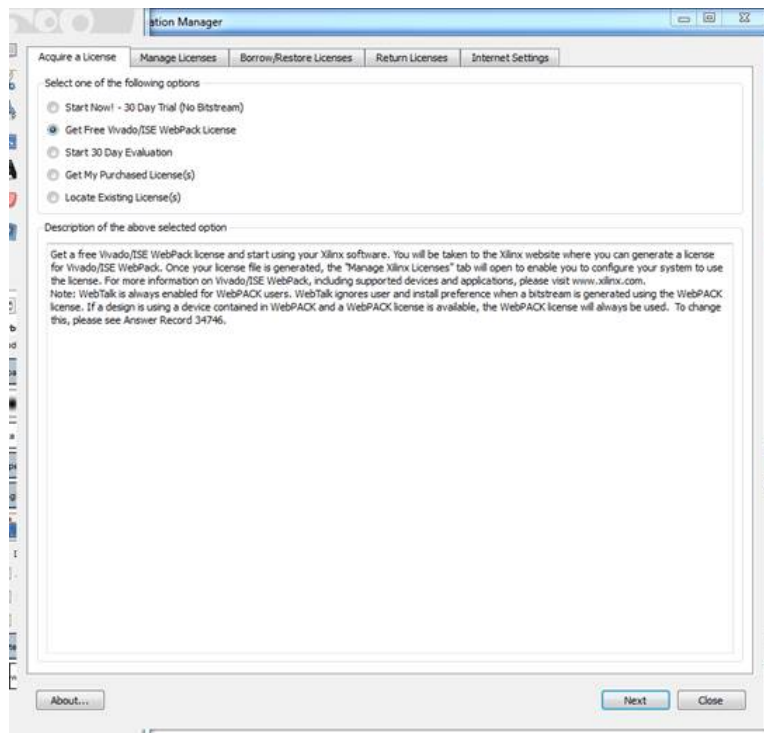 ation Manager
Acquire a License
Manage Licenses
Borrow/Restore Licenses
Return Licenses
Internet Settings
Select one of the following options
Start Now! - 30 Day Trial (No Bitstream)
Get Free Vivado/ISE WebPack License
Start 30 Day Evaluation
Get My Purchased License(s)
Locate Existing License(s)
Description of the above selected option
Get a free Vivado/ISE WebPack license and start using your Xilinx software. You will be taken to the Xilinx website where you can generate a license
for Vivado/ISE WebPack. Once your license file is generated, the "Manage Xilinx Licenses" tab will open to enable you to configure your system to use
the license. For more information on Vivado/ISE WebPack, including supported devices and applications, please visit www.xilinx.com.
Note: WebTalk is always enabled for WebPACK users. WebTalk ignores user and install preference when a bitstream is generated using the WebPACK
license. If a design is using a device contained in WebPACK and a WebPACK license is available, the WebPACK license will always be used. To change
this, please see Answer Record 34746.
About...
Next
Close